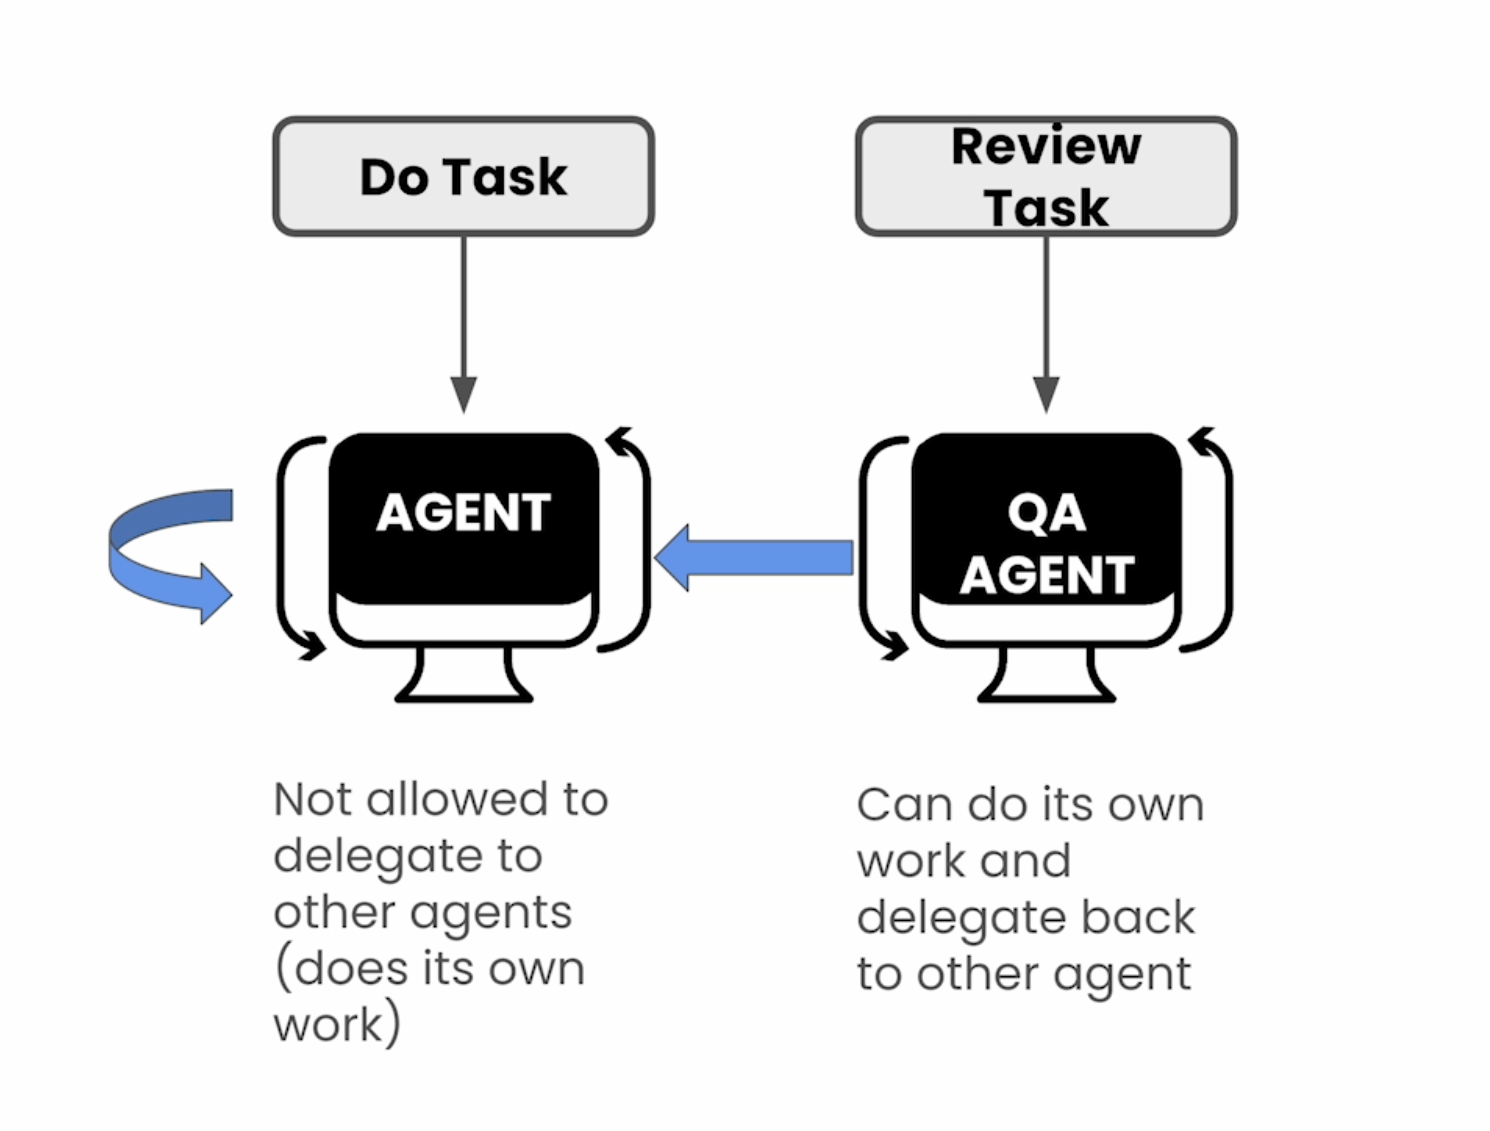 Do Task
Review
Task
AGENT
QA
AGENT
Not allowed to
delegate to
other agents
(does its own
work)
Can do its own
work and
delegate back
to other agent